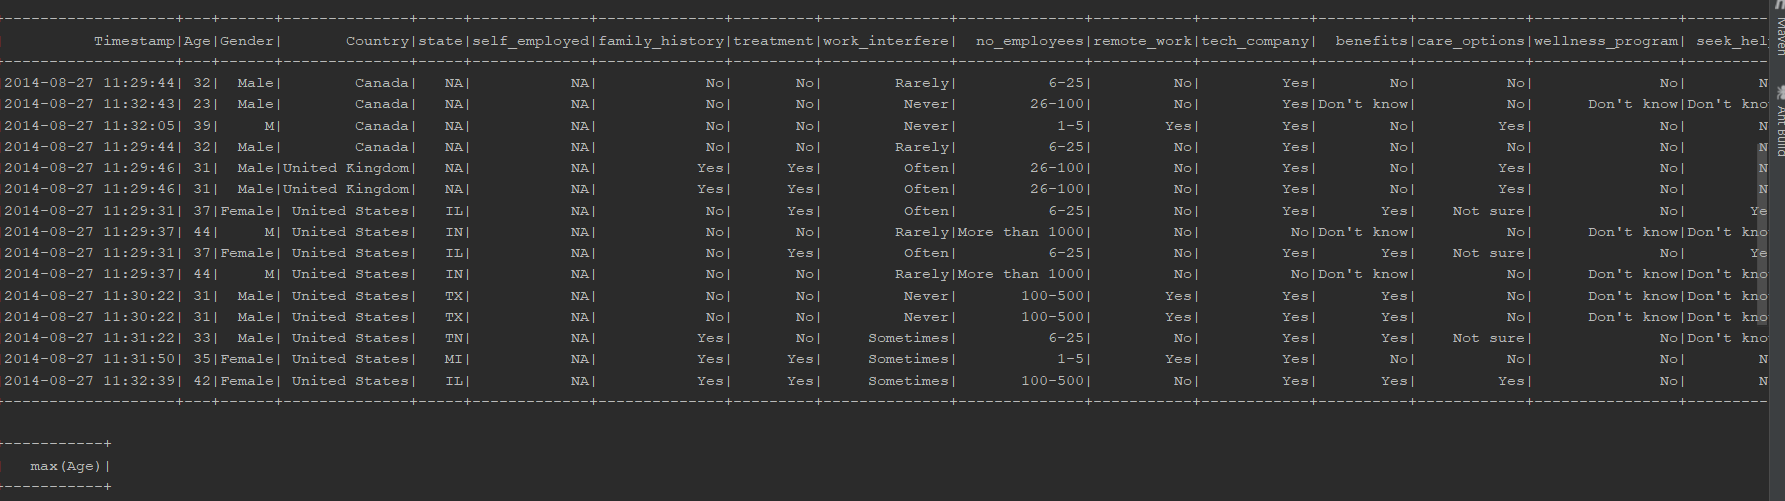 Timestamp|Age|Gender| Country|state|self_employed|family_history|treatment|work_interfere| no_employees|remote_work|tech_company| benefits|care_options|wellness_program| seek_hel
2014-08-27 11:29:44| 32| Male| Canada| NA| NA| No| No| Rarely| 6-25| No| Yes| No| No| No| N
2014-08-27 11:32:43| 23| Male| Canada| NA| NA| No| No| Never| 26-100| No| Yes|Don't know| No| Don't know|Don't kno
2014-08-27 11:32:05| 39| M| Canada| NA| NA| No| No| Never| 1-5| Yes| Yes| No| Yes| No| N
2014-08-27 11:29:44| 32| Male| Canada| NA| NA| No| No| Rarely| 6-25| No| Yes| No| No| No| N
2014-08-27 11:29:46| 31| Male|United Kingdom| NA| NA| Yes| Yes| Often| 26-100| No| Yes| No| Yes| No| N
2014-08-27 11:29:46| 31| Male|United Kingdom| NA| NA| Yes| Yes| Often| 26-100| No| Yes| No| Yes| No| N
2014-08-27 11:29:31| 37|Female| United States| IL| NA| No| Yes| Often| 6-25| No| Yes| Yes| Not sure| No| Ye
2014-08-27 11:29:37| 44| M| United States| IN| NA| No| No| Rarely|More than 1000| No| No|Don't know| No| Don't know|Don't kno
2014-08-27 11:29:31| 37|Female| United States| IL| NA| No| Yes| Often| 6-25| No| Yes| Yes| Not sure| No| Ye
2014-08-27 11:29:37| 44| M| United States| IN| NA| No| No| Rarely|More than 1000| No| No|Don't know| No| Don't know|Don't kno
2014-08-27 11:30:22| 31| Male| United States| TX| NA| No| No| Never| 100-500| Yes| Yes| Yes| No| Don't know|Don't kno
2014-08-27 11:30:22| 31| Male| United States| TX| NA| No| No| Never| 100-500| Yes| Yes| Yes| No| Don't know|Don't kno
2014-08-27 11:31:22| 33| Male| United States| TN| NA| Yes| No| Sometimes| 6-25| No| Yes| Yes| Not sure| No|Don't kno
2014-08-27 11:31:50| 35|Female| United States| MI| NA| Yes| Yes| Sometimes| 1-5| Yes| Yes| No| No| No| N
2014-08-27 11:32:39| 42|Female| United States| IL| NA| Yes| Yes| Sometimes| 100-500| No| Yes| Yes| Yes| No| N
max(Age)|
Maven
Ant Build